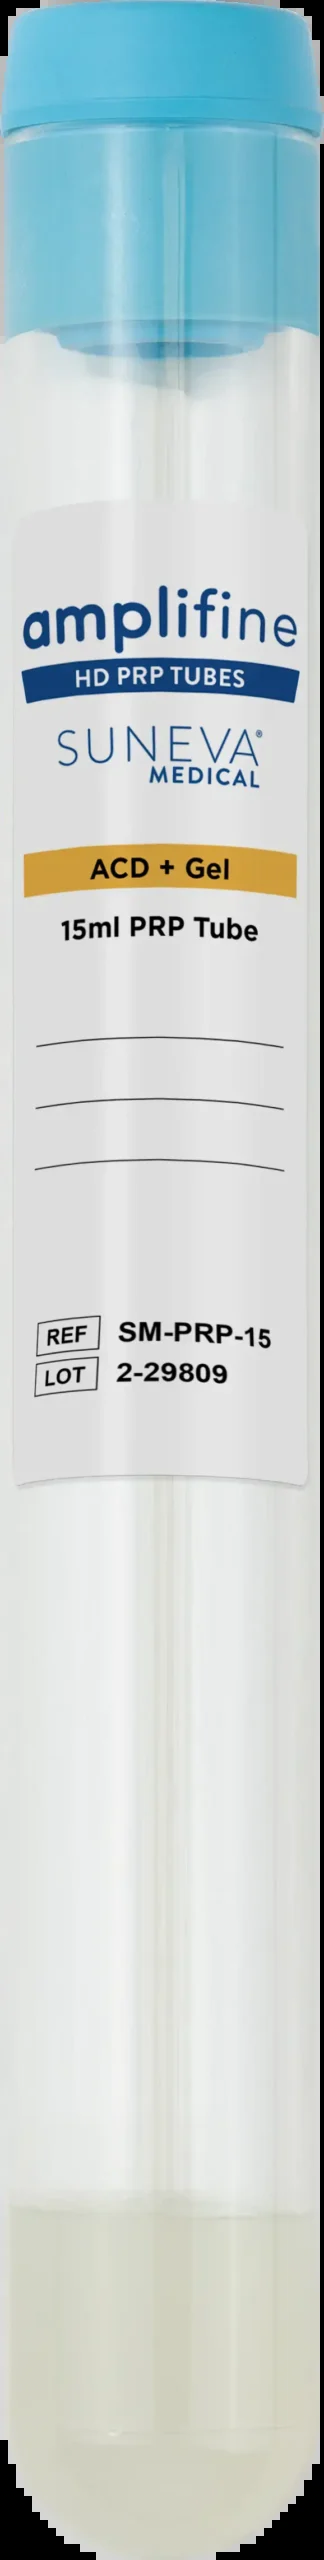 amplifine
HD PRP TUBES
SUNEVA®
MEDICAL
ACD + Gel
15ml PRP Tube
REF SM-PRP-15
LOT 2-29809